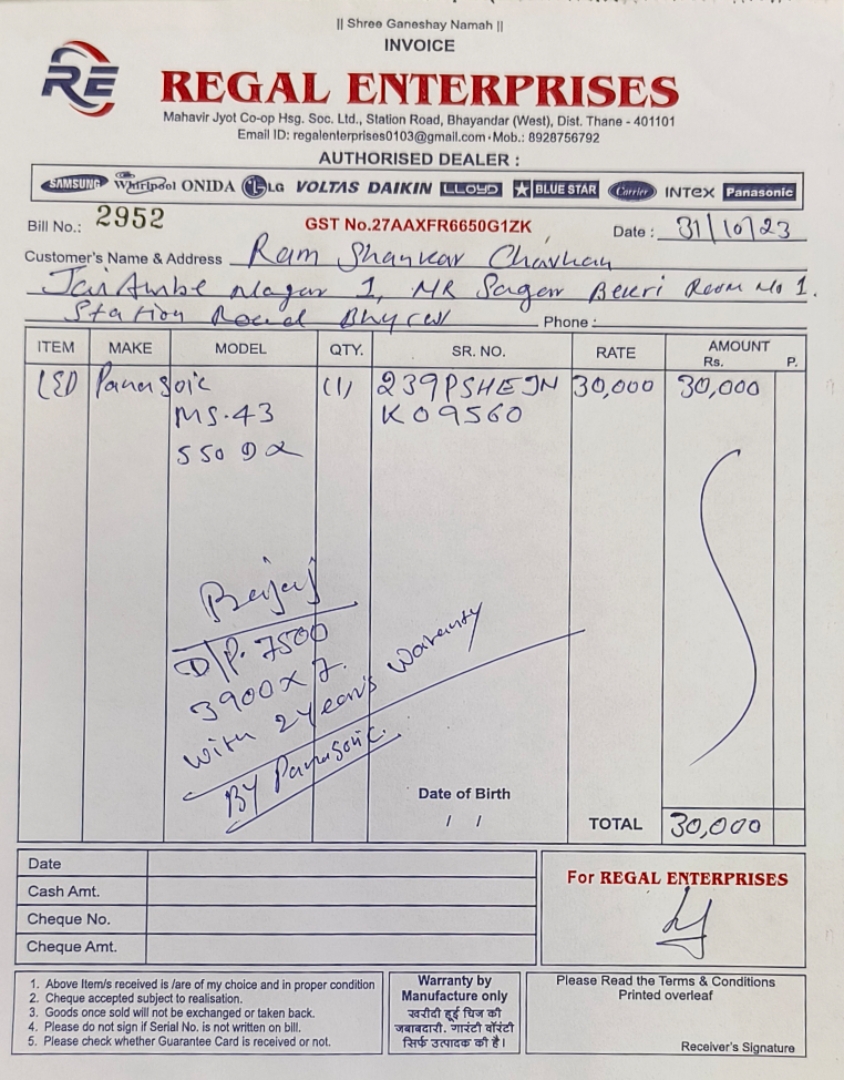 || Shree Ganeshay Namah ||
INVOICE
RE
REGAL ENTERPRISES
Mahavir Jyot Co-op Hsg. Soc. Ltd., Station Road, Bhayandar (West), Dist. Thane - 401101
Email ID: regalenterprises0103@gmail.com • Mob.: 8928756792
AUTHORISED DEALER :
SAMSUNG Whirlpool ONIDA LG VOLTAS DAIKIN LLOYD BLUE STAR Carrier INTEX Panasonic
Bill No.: 2952 GST No.27AAXFR6650G1ZK Date : 31/10/23
Customer's Name & Address Ram Shankar Chavhan
Jai Ambe Nagar 1, NR Sagar Room No 1.
Station Road Phone :
ITEM MAKE MODEL QTY. SR. NO. RATE AMOUNT
Rs. P.
LED Panasoic (1) 239PSHEJN 30,000 30,000
MS.43 K09560
550 DX
Bajaj
D/P. 7500
3900 x 7.
with 2 years warranty
BY Panasonic.
Date of Birth
/ /
TOTAL 30,000
Date
Cash Amt.
Cheque No.
Cheque Amt.
For REGAL ENTERPRISES
1. Above Item/s received is /are of my choice and in proper condition
2. Cheque accepted subject to realisation.
3. Goods once sold will not be exchanged or taken back.
4. Please do not sign if Serial No. is not written on bill.
5. Please check whether Guarantee Card is received or not.
Warranty by
Manufacture only
खरीदी हूई चिज की
जबाबदारी. गारंटी वॉरंटी
सिर्फ उत्पादक की है।
Please Read the Terms & Conditions
Printed overleaf
Receiver's Signature